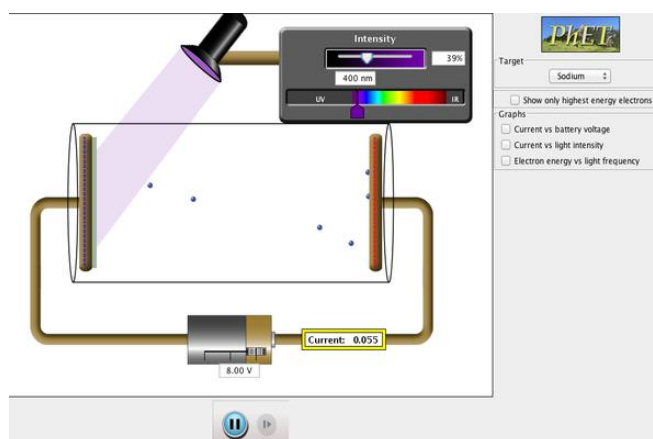 Intensity
39%
400 nm
UV
IR
PhET
Target
Sodium
Show only highest energy electrons
Graphs
Current vs battery voltage
Current vs light intensity
Electron energy vs light frequency
Current: 0.055
8.00 V